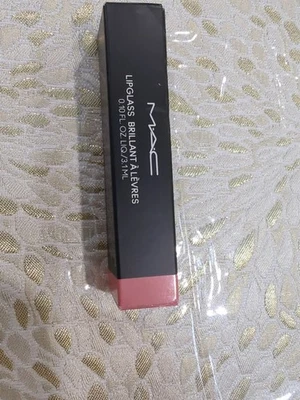 MAC
LIPGLASS BRILLANT À LÈVRES
0.10 FL. OZ LIQ/3.1 ML